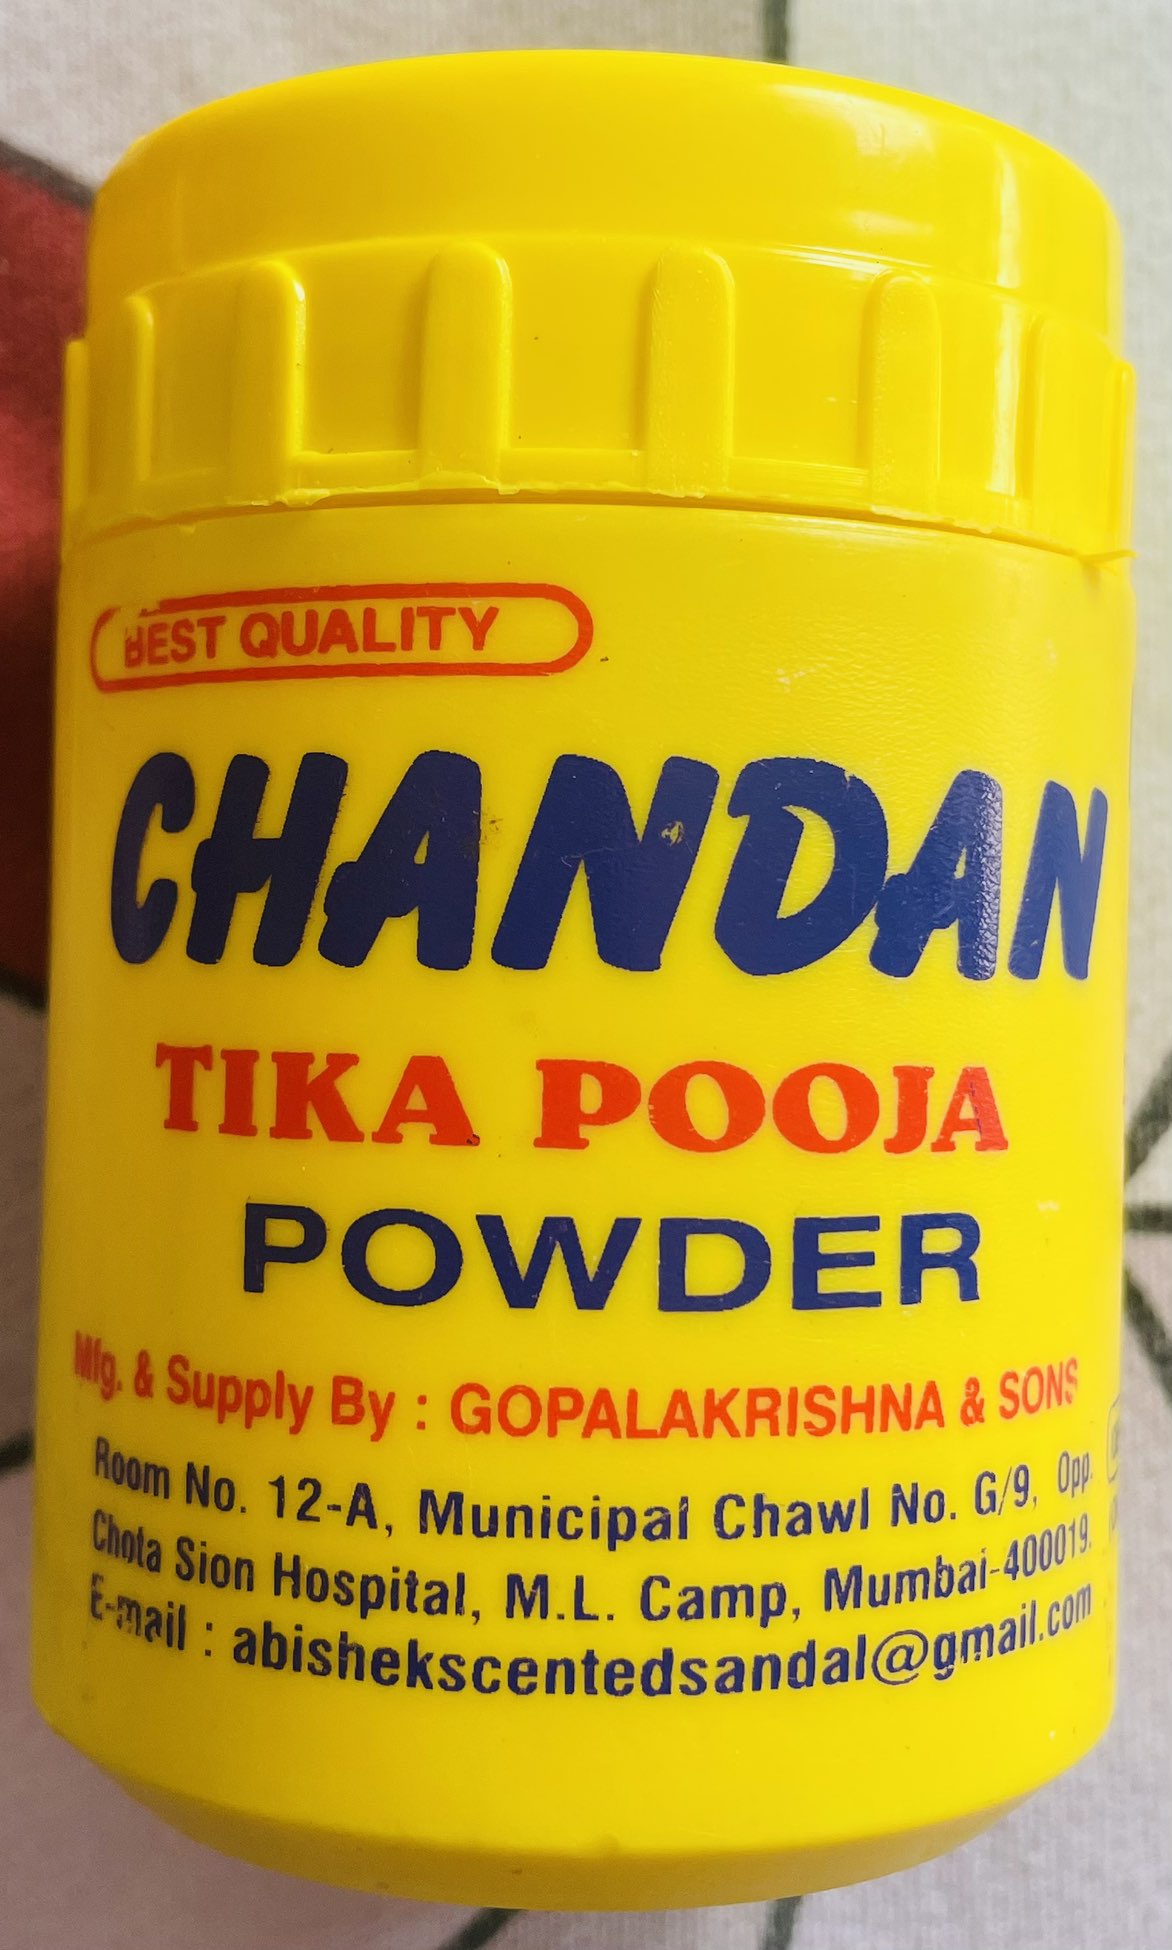 BEST QUALITY
CHANDAN
TIKA POOJA
POWDER
Mfg. & Supply By : GOPALAKRISHNA & SONS
Room No. 12-A, Municipal Chawl No. G/9, Opp.
Chota Sion Hospital, M.L. Camp, Mumbai-400019.
E-mail : abishekscentedsandal@gmail.com